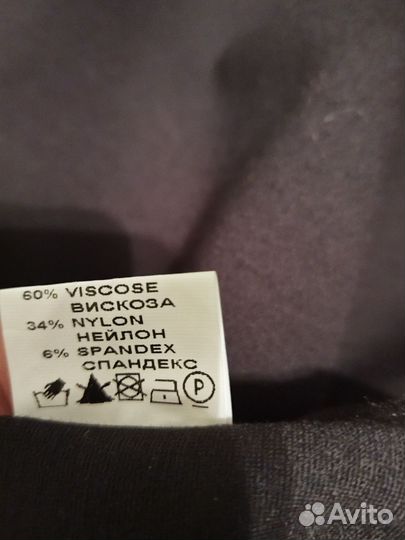 60% VISCOSE
ВИСКОЗА
34% NYLON
НЕЙЛОН
6% SPANDEX
СПАНДЕКС
P
Avito